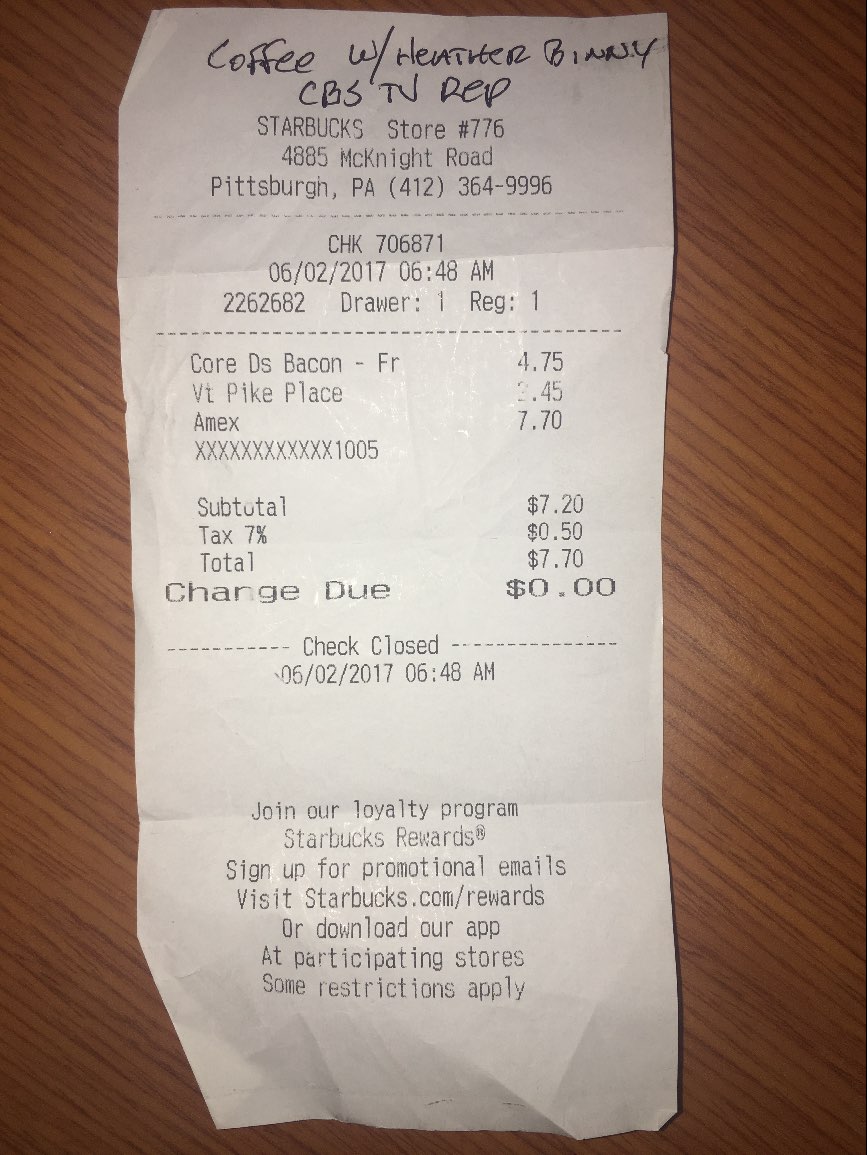 Coffee W/ HEATHER BINNY
CBS TV REP
STARBUCKS Store #776
4885 McKnight Road
Pittsburgh, PA (412) 364-9996
CHK 706871
06/02/2017 06:48 AM
2262682 Drawer: 1 Reg: 1
Core Ds Bacon - Fr 4.75
Vt Pike Place 2.45
Amex 7.70
XXXXXXXXXXXX1005
Subtotal $7.20
Tax 7% $0.50
Total $7.70
Change Due $0.00
----------- Check Closed ---------------
06/02/2017 06:48 AM
Join our loyalty program
Starbucks Rewards®
Sign up for promotional emails
Visit Starbucks.com/rewards
Or download our app
At participating stores
Some restrictions apply